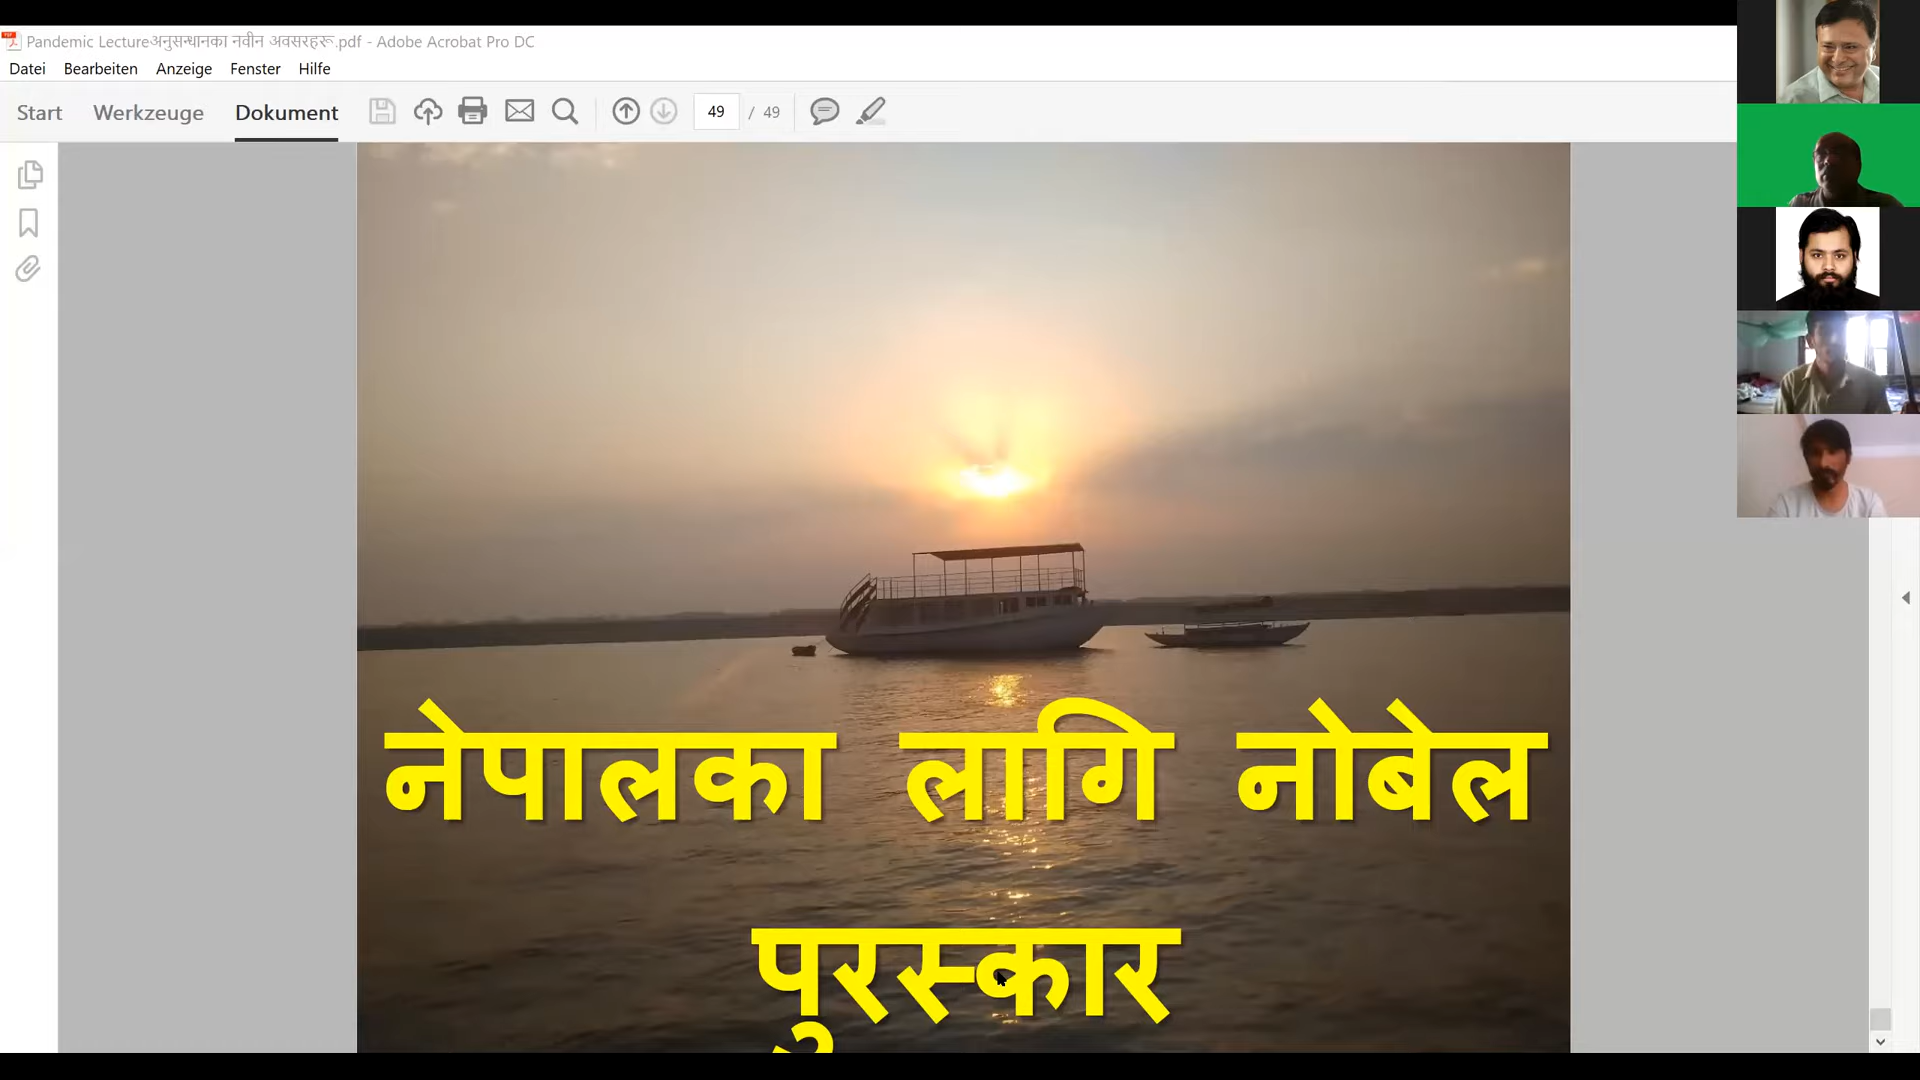 Pandemic Lectureअनुसन्धानका नवीन अवसरहरू.pdf - Adobe Acrobat Pro DC
Datei Bearbeiten Anzeige Fenster Hilfe
Start Werkzeuge Dokument 49 / 49
नेपालका लागि नोबेल
पुरस्कार